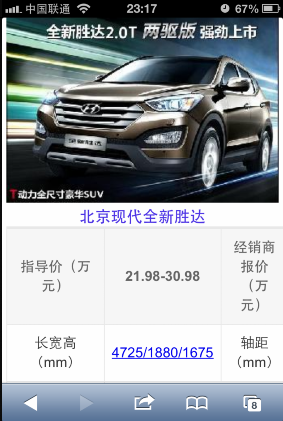 中国联通 23:17 67%
全新胜达2.0T 两驱版 强劲上市
T动力全尺寸豪华SUV
北京现代全新胜达
指导价（万
元）
21.98-30.98
经销商
报价
（万
元）
长宽高
（mm）
4725/1880/1675
轴距
（mm）
8